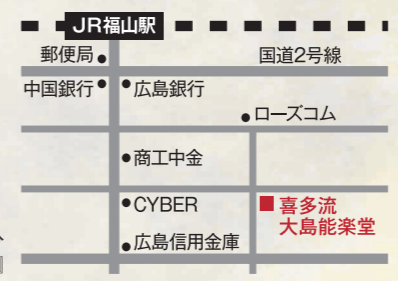 JR福山駅
郵便局
国道2号線
中国銀行
広島銀行
ローズコム
商工中金
CYBER
喜多流
大島能楽堂
広島信用金庫